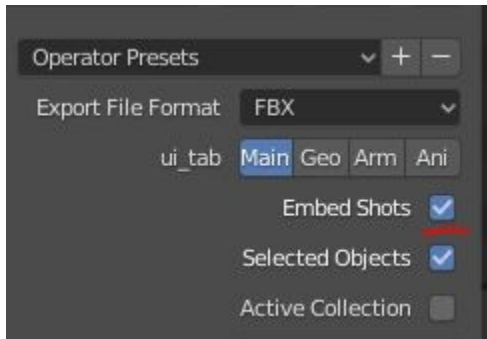 Operator Presets
Export File Format FBX
ui_tab Main Geo Arm Ani
Embed Shots
Selected Objects
Active Collection